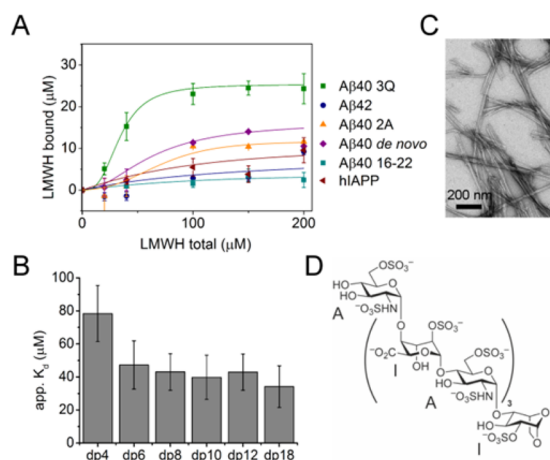 A
LMWH bound (μM)
30
20
10
0
0
100
200
LMWH total (μM)
Aβ40 3Q
Aβ42
Aβ40 2A
Aβ40 de novo
Aβ40 16-22
hIAPP
C
200 nm
B
app. Kd (μM)
100
80
60
40
20
0
dp4
dp6
dp8
dp10
dp12
dp18
D
OSO3−
HO
O
HO
−O3SHN
A
O
OSO3−
−O2C
O
OH
I
OSO3−
O
O
HO
−O3SHN
A
3
O
O
HO
−O3SO
O
I